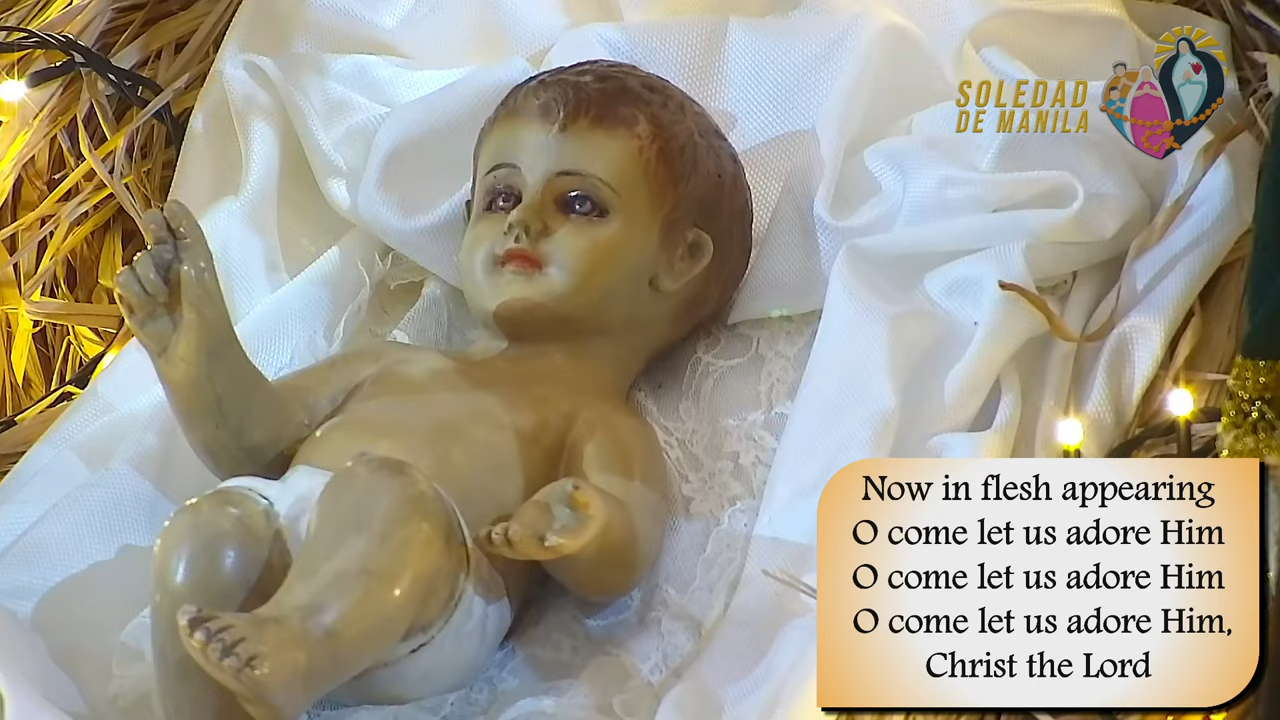 SOLEDAD
DE MANILA
Now in flesh appearing
O come let us adore Him
O come let us adore Him
O come let us adore Him,
Christ the Lord